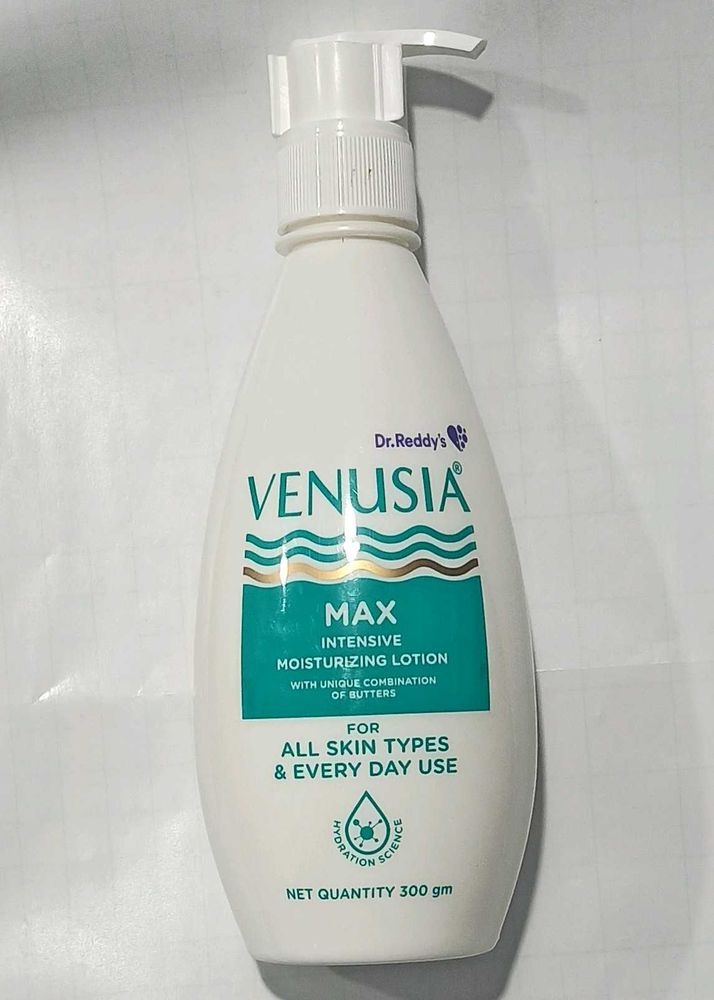 Dr.Reddy's
VENUSIA®
MAX
INTENSIVE
MOISTURIZING LOTION
WITH UNIQUE COMBINATION
OF BUTTERS
FOR
ALL SKIN TYPES
& EVERY DAY USE
HYDRATION SCIENCE
NET QUANTITY 300 gm